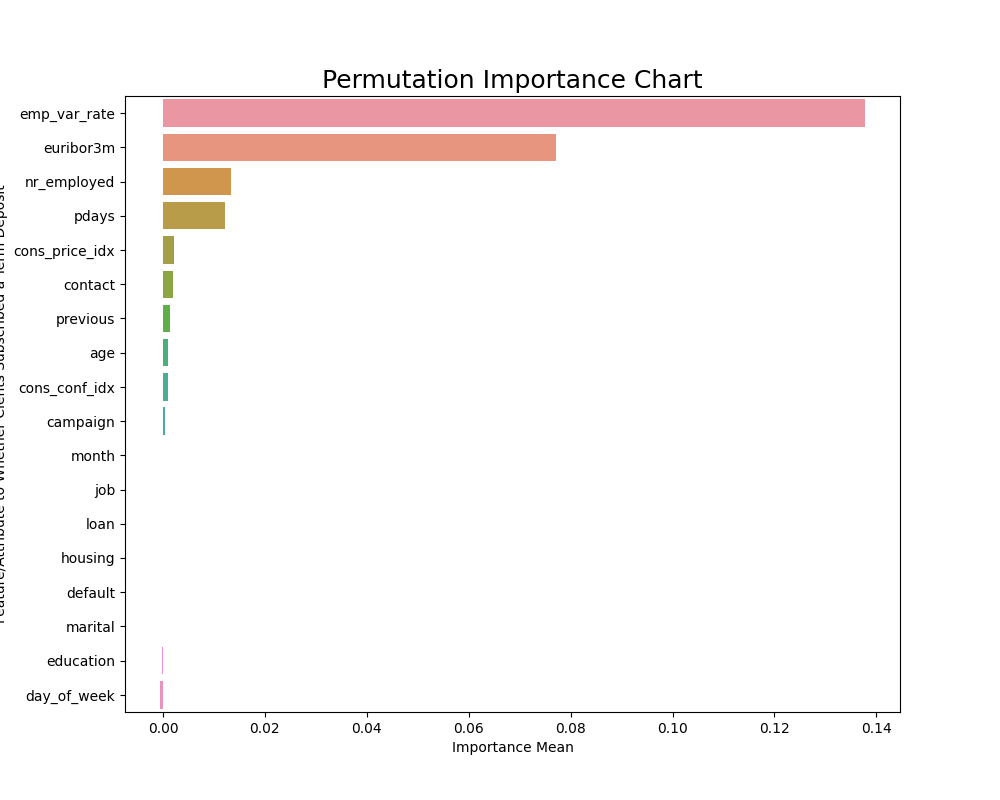 Permutation Importance Chart
emp_var_rate
euribor3m
nr_employed
pdays
cons_price_idx
contact
previous
age
cons_conf_idx
campaign
month
job
loan
housing
default
marital
education
day_of_week
0.00 0.02 0.04 0.06 0.08 0.10 0.12 0.14
Importance Mean